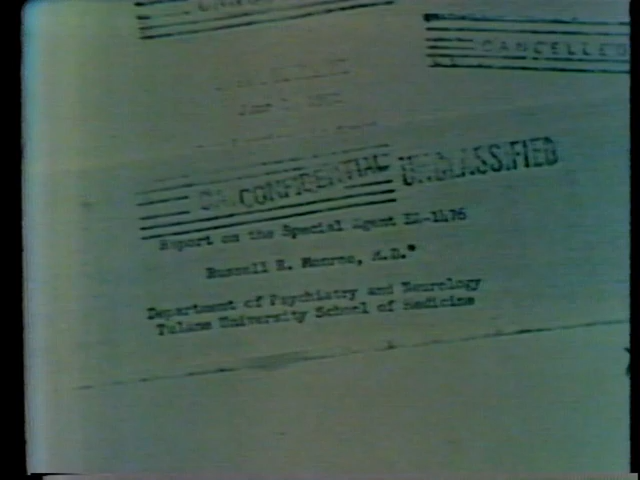 CANCELLED
CONFIDENTIAL UNCLASSIFIED
Report on the Special Agent EA-1476
Russell R. Monroe, M.D.*
Department of Psychiatry and Neurology
Tulane University School of Medicine